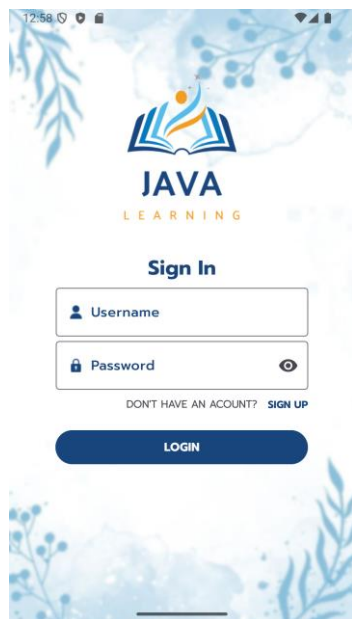 12:58
JAVA
LEARNING
Sign In
Username
Password
DON'T HAVE AN ACOUNT? SIGN UP
LOGIN